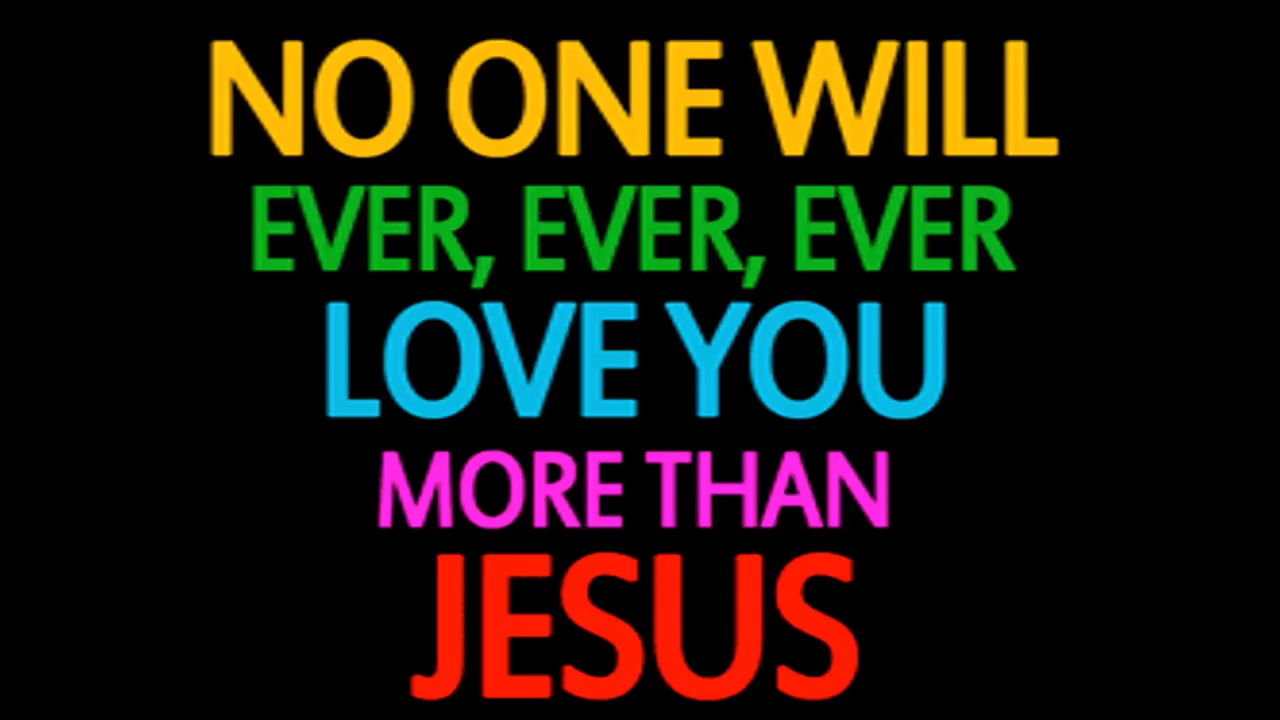 NO ONE WILL
EVER, EVER, EVER
LOVE YOU
MORE THAN
JESUS